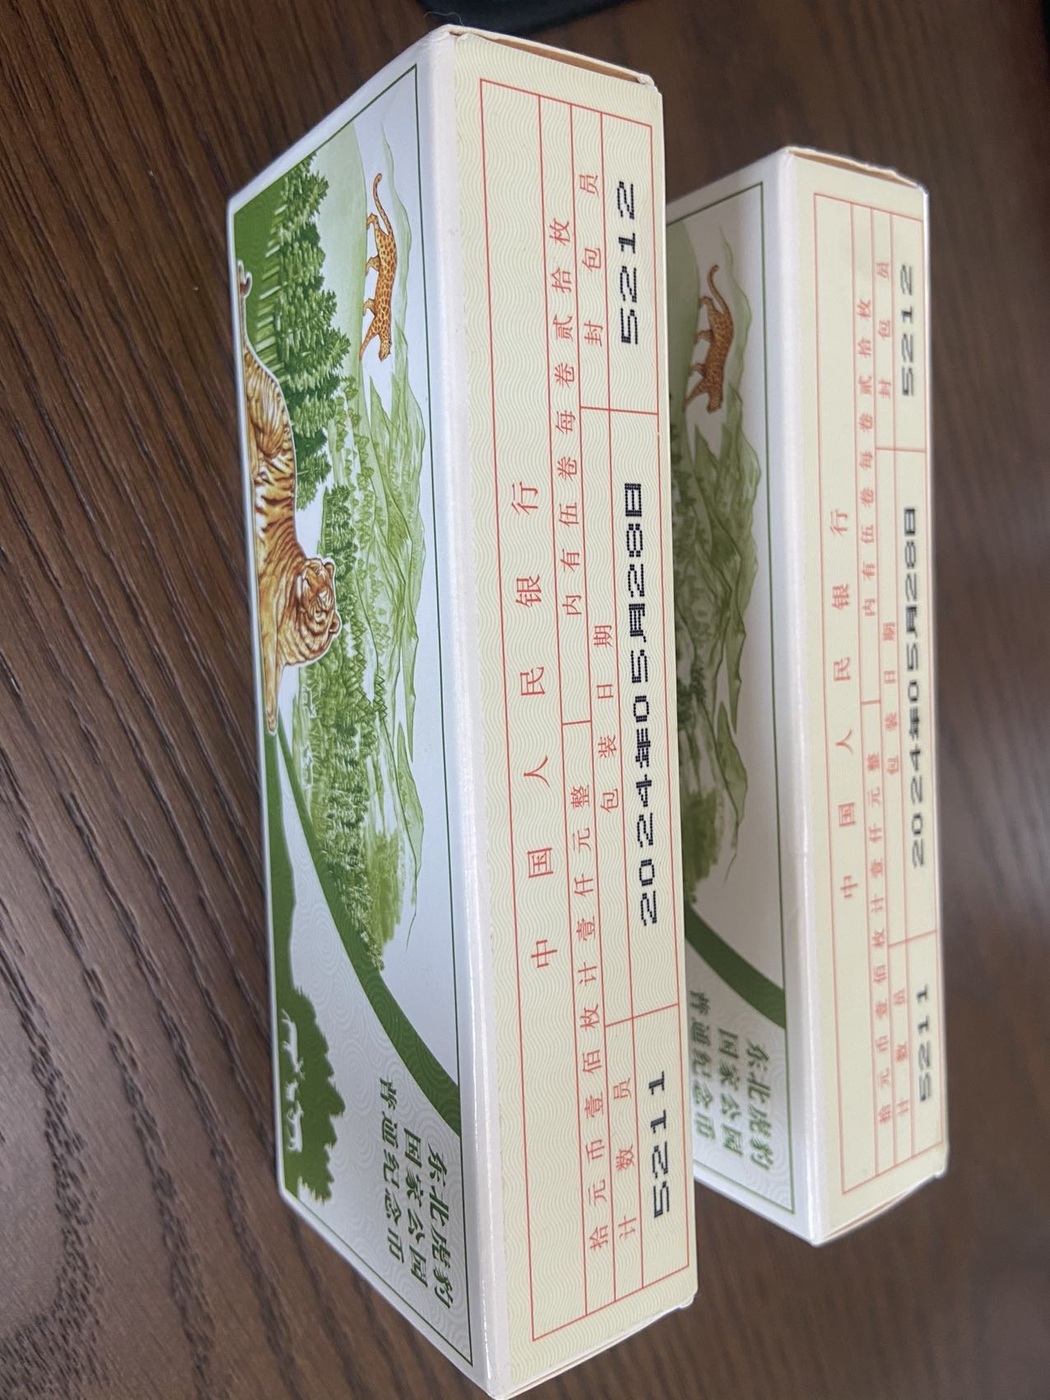 东北虎豹
国家公园
普通纪念币
中国人民银行
拾元币壹佰枚计壹仟元整 内有伍卷每卷贰拾枚
计数员 包装日期 封包员
5211 2024年05月28日 5212
东北虎豹
国家公园
普通纪念币
中国人民银行
拾元币壹佰枚计壹仟元整 内有伍卷每卷贰拾枚
计数员 包装日期 封包员
5211 2024年05月28日 5212